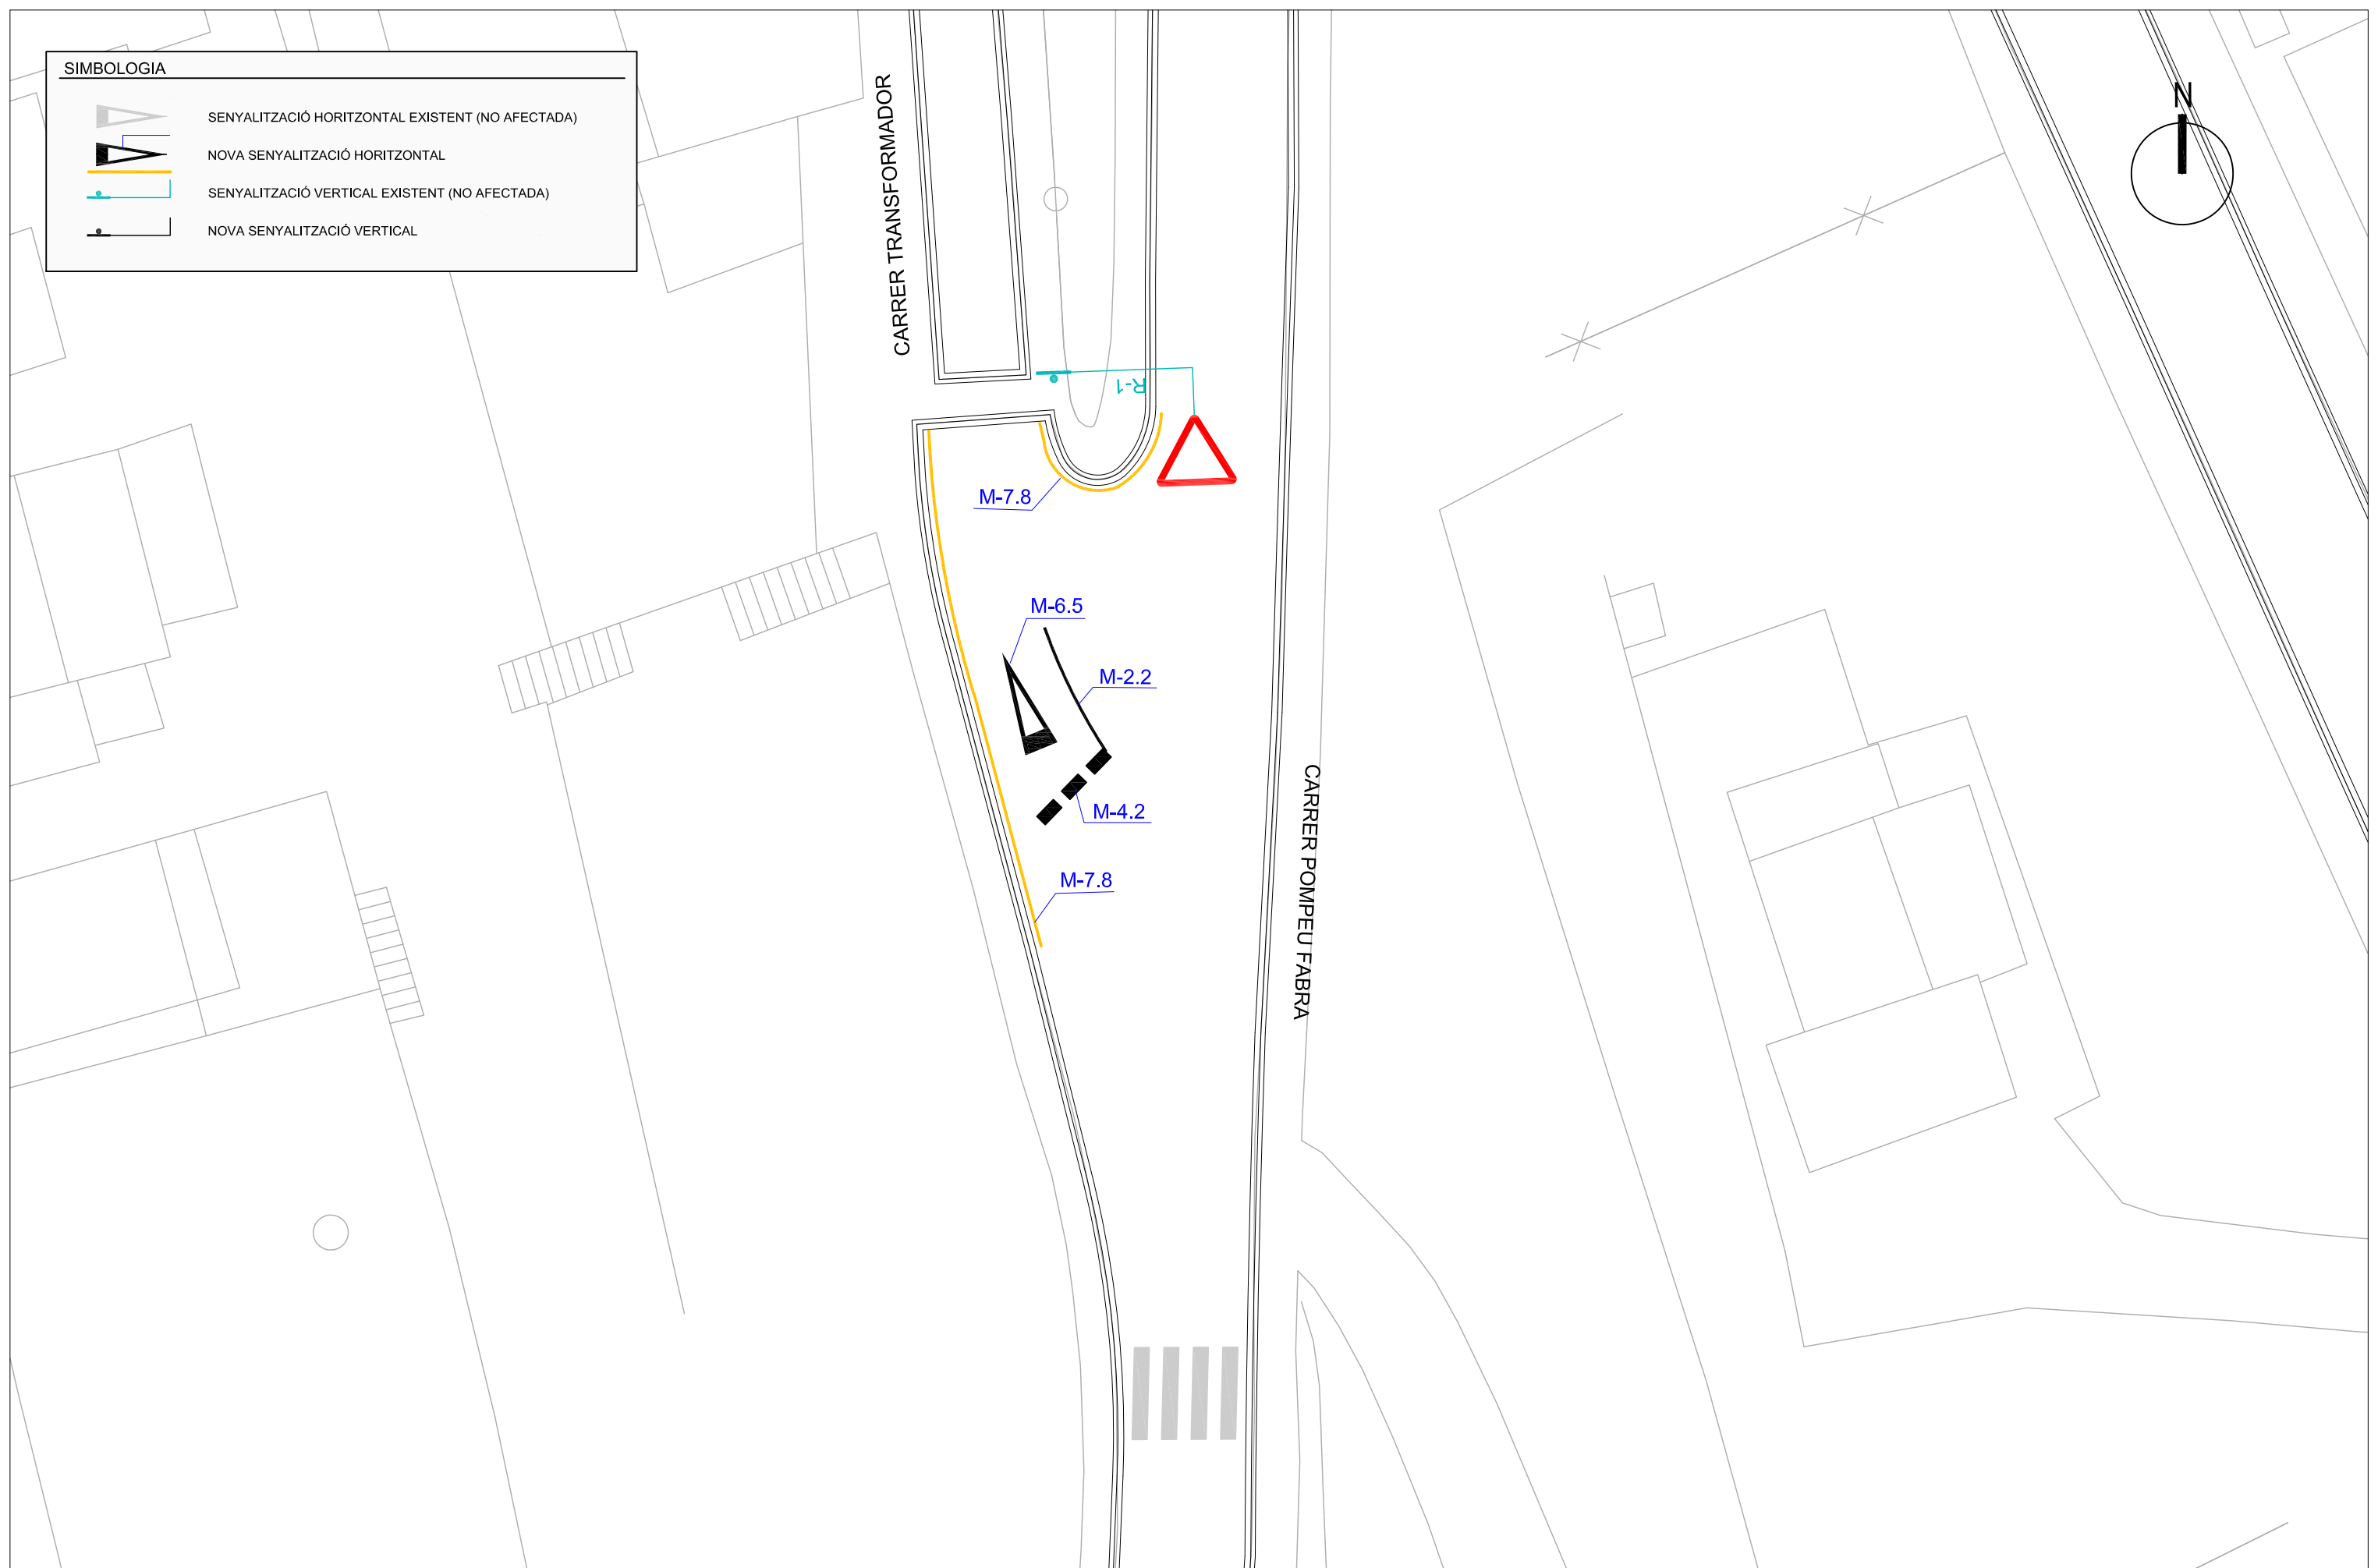 SIMBOLOGIA
SENYALITZACIÓ HORITZONTAL EXISTENT (NO AFECTADA)
NOVA SENYALITZACIÓ HORITZONTAL
SENYALITZACIÓ VERTICAL EXISTENT (NO AFECTADA)
NOVA SENYALITZACIÓ VERTICAL
N
CARRER TRANSFORMADOR
R-1
M-7.8
M-6.5
M-2.2
M-4.2
M-7.8
CARRER POMPEU FABRA